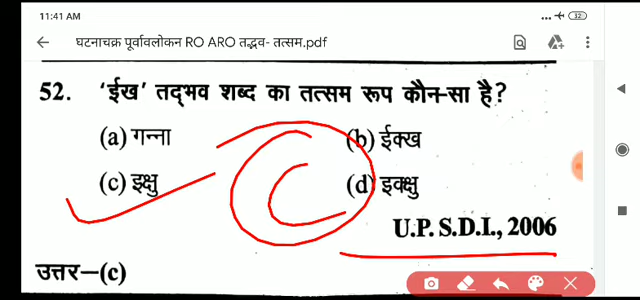 11:41 AM ... 32
घटनाचक्र पूर्वावलोकन RO ARO तद्भव- तत्सम.pdf
52. 'ईख' तद्भव शब्द का तत्सम रूप कौन-सा है?
(a) गन्ना (b) ईक्ख
(c) इक्षु (d) इक्क्षु
U.P. S.D.I., 2006
उत्तर–(c)